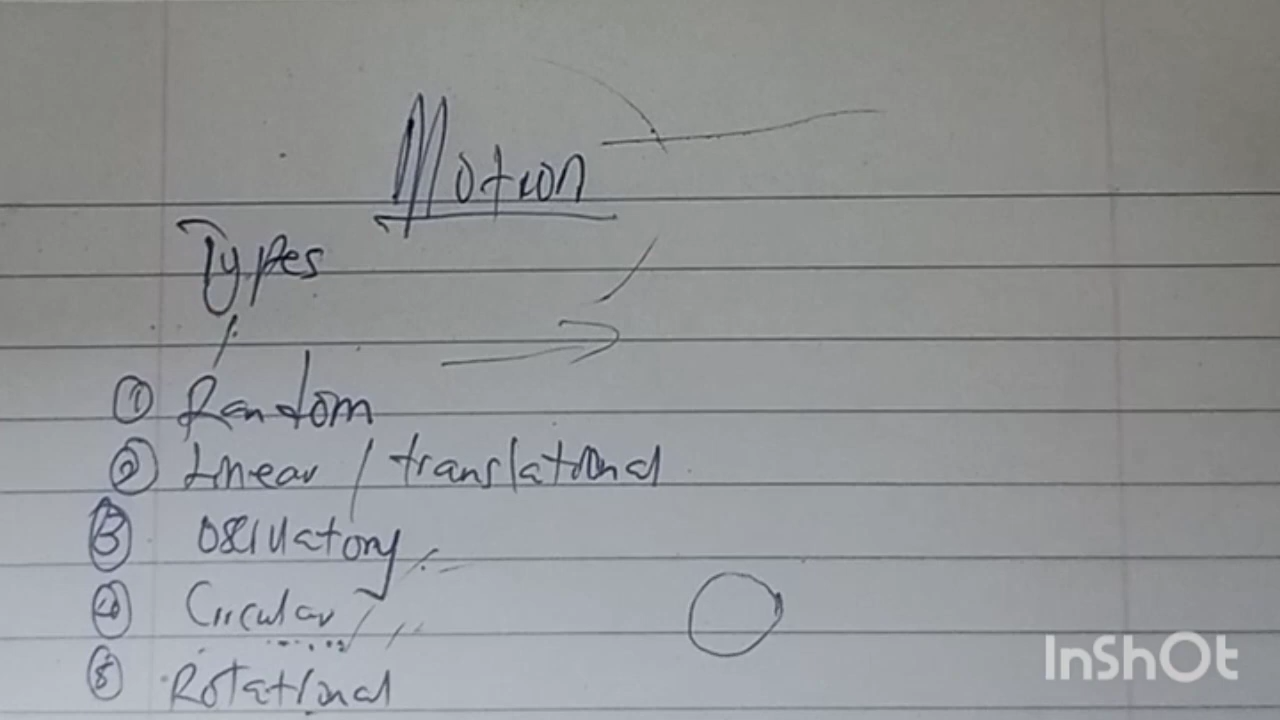 Motion
Types
① Random
② Linear / translational
③ Oscillatory
④ Circular
⑤ Rotational
InShOt